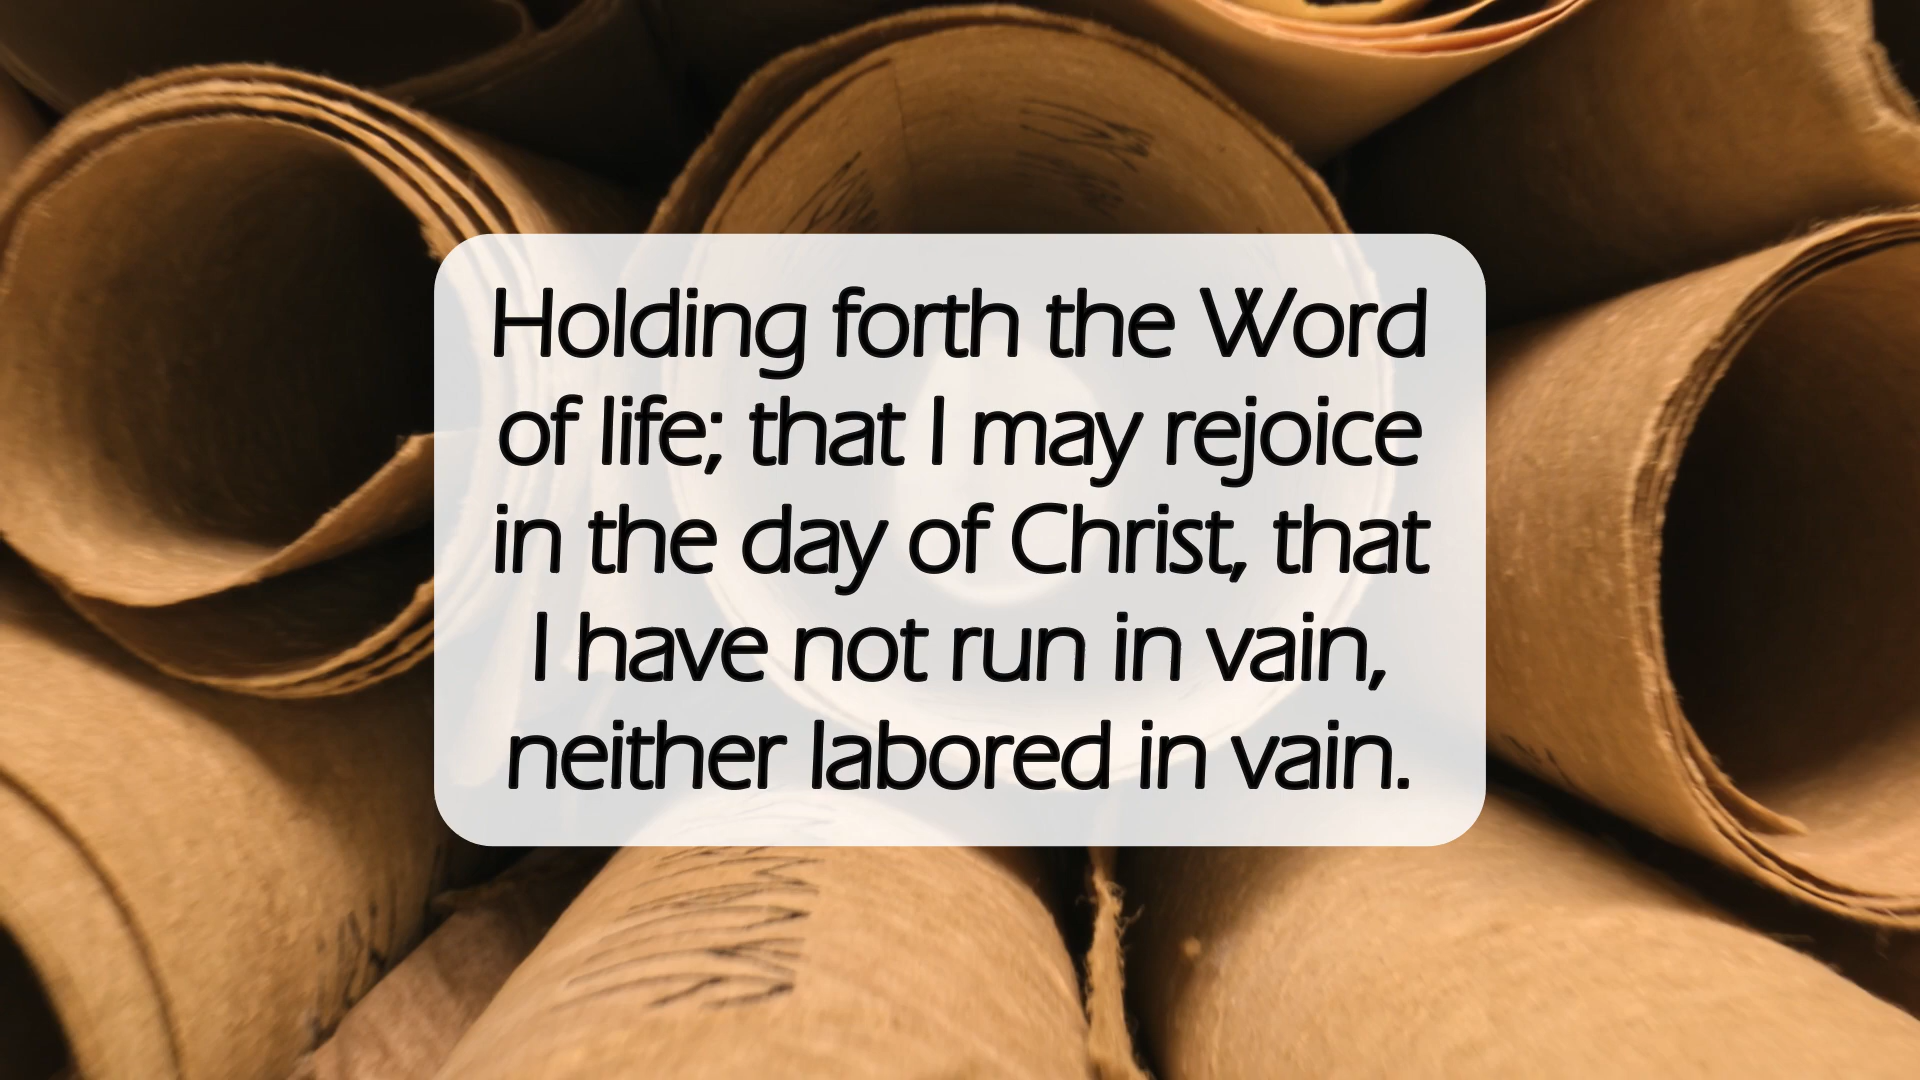 Holding forth the Word
of life; that I may rejoice
in the day of Christ, that
I have not run in vain,
neither labored in vain.